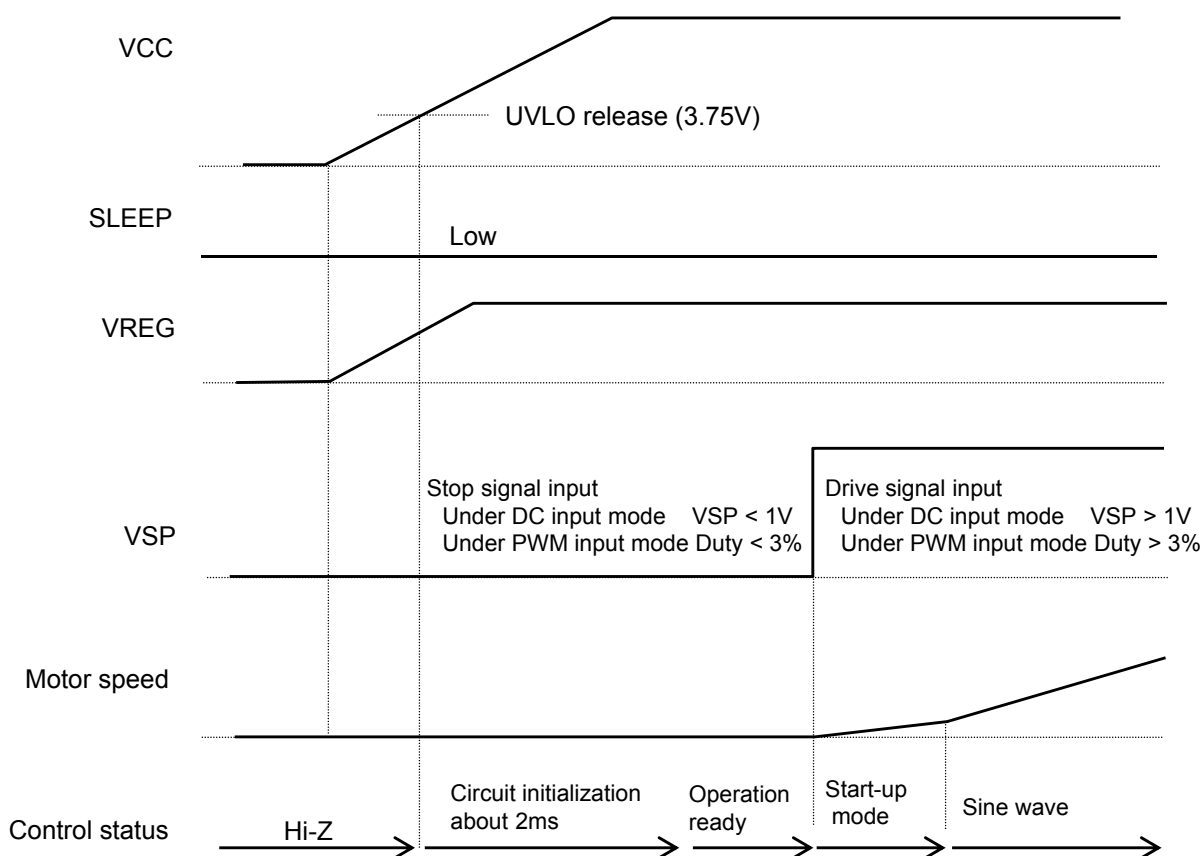 VCC
UVLO release (3.75V)
SLEEP
Low
VREG
VSP
Stop signal input
Under DC input mode VSP < 1V
Under PWM input mode Duty < 3%
Drive signal input
Under DC input mode VSP > 1V
Under PWM input mode Duty > 3%
Motor speed
Control status
Hi-Z
Circuit initialization
about 2ms
Operation
ready
Start-up
mode
Sine wave